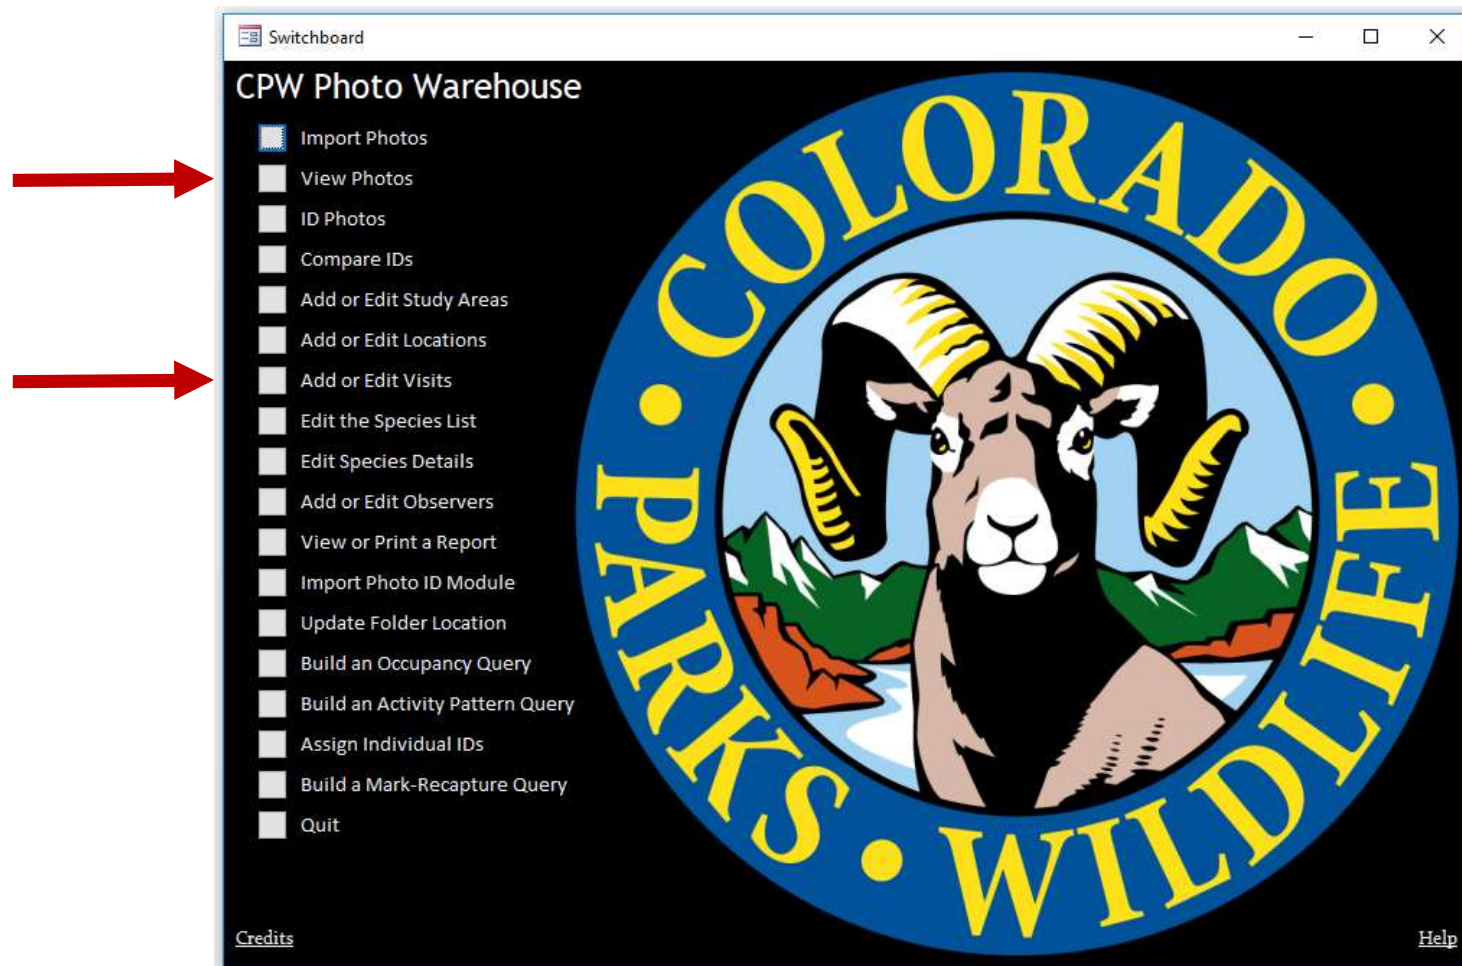 Switchboard
CPW Photo Warehouse
Import Photos
View Photos
ID Photos
Compare IDs
Add or Edit Study Areas
Add or Edit Locations
Add or Edit Visits
Edit the Species List
Edit Species Details
Add or Edit Observers
View or Print a Report
Import Photo ID Module
Update Folder Location
Build an Occupancy Query
Build an Activity Pattern Query
Assign Individual IDs
Build a Mark-Recapture Query
Quit
Credits
Help
COLORADO
PARKS • WILDLIFE